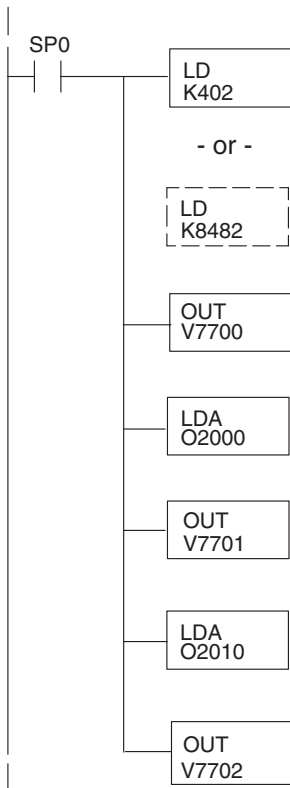 SP0
LD
K402
- or -
LD
K8482
OUT
V7700
LDA
O2000
OUT
V7701
LDA
O2010
OUT
V7702